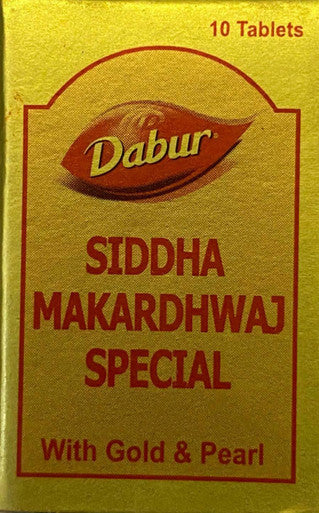 10 Tablets
Dabur
SIDDHA
MAKARDHWAJ
SPECIAL
With Gold & Pearl